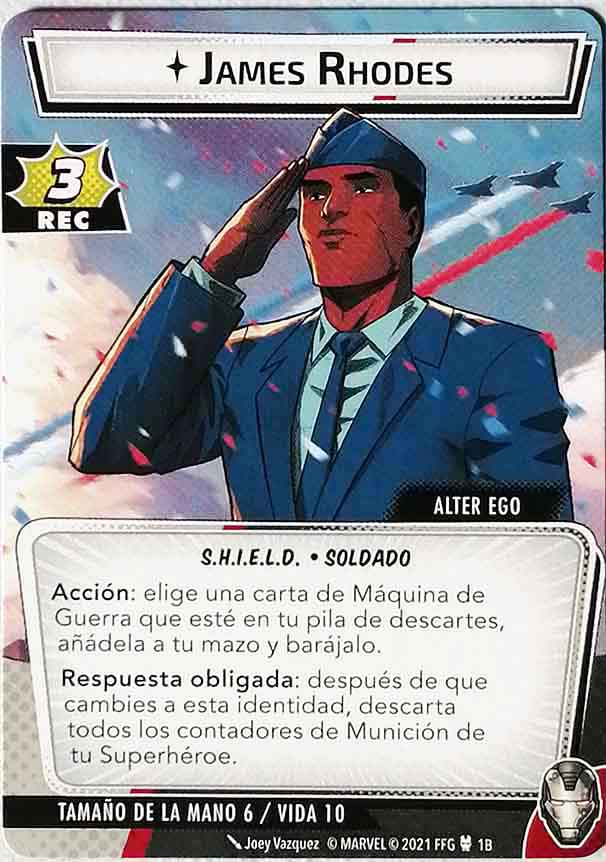 JAMES RHODES
3
REC
ALTER EGO
S.H.I.E.L.D. • SOLDADO
Acción: elige una carta de Máquina de
Guerra que esté en tu pila de descartes,
añádela a tu mazo y barájalo.
Respuesta obligada: después de que
cambies a esta identidad, descarta
todos los contadores de Munición de
tu Superhéroe.
TAMAÑO DE LA MANO 6 / VIDA 10
Joey Vazquez © MARVEL © 2021 FFG 1B